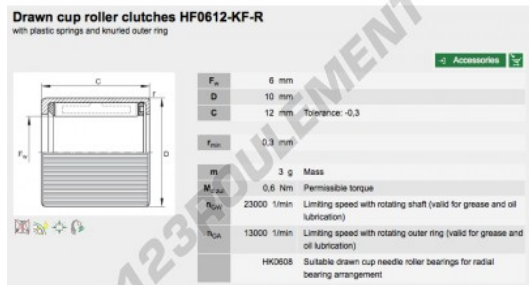 Drawn cup roller clutches HF0612-KF-R
with plastic springs and knurled outer ring
Accessories
C
r
Fw
D
Fw 6 mm
D 10 mm
C 12 mm Tolerance: -0,3
rmin 0,3 mm
m 3 g Mass
0,6 Nm Permissible torque
nGW 23000 1/min Limiting speed with rotating shaft (valid for grease and oil
lubrication)
nGA 13000 1/min Limiting speed with rotating outer ring (valid for grease and
oil lubrication)
HK0608 Suitable drawn cup needle roller bearings for radial
bearing arrangement
123ROULEMENT